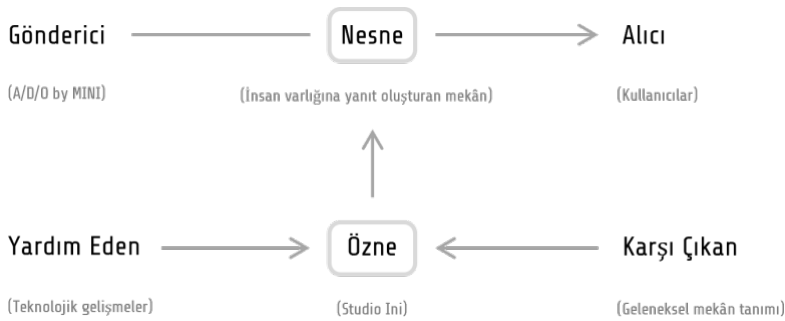 Gönderici Nesne Alıcı
(A/D/O by MINI) (İnsan varlığına yanıt oluşturan mekân) (Kullanıcılar)
Yardım Eden Özne Karşı Çıkan
(Teknolojik gelişmeler) (Studio Ini) (Geleneksel mekân tanımı)